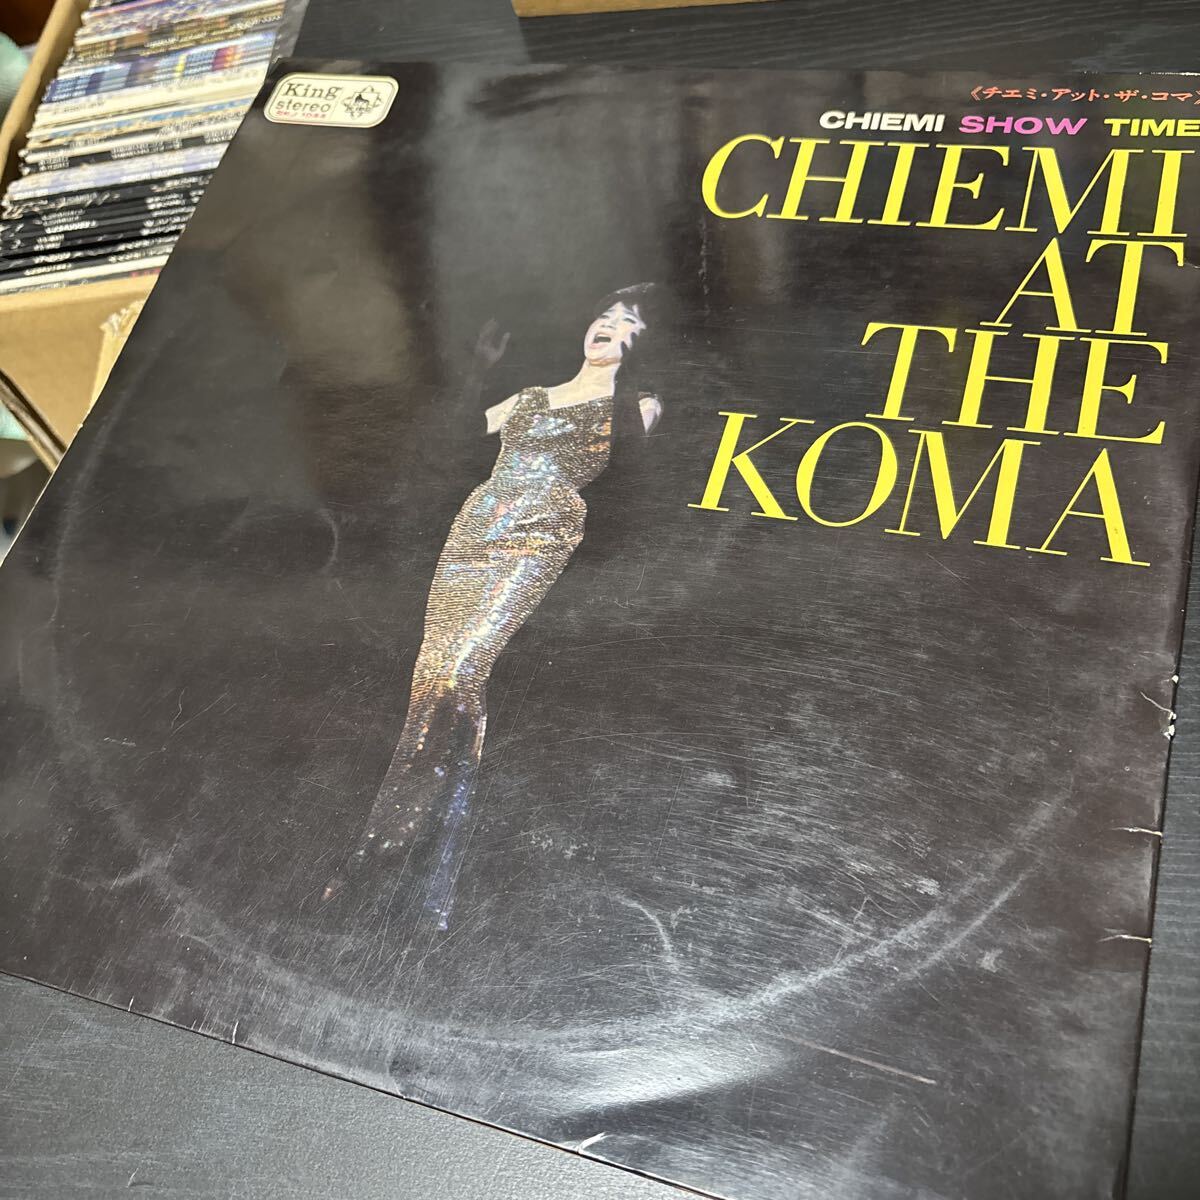 King
stereo
《チエミ・アット・ザ・コマ》
CHIEMI SHOW TIME
CHIEMI
AT
THE
KOMA